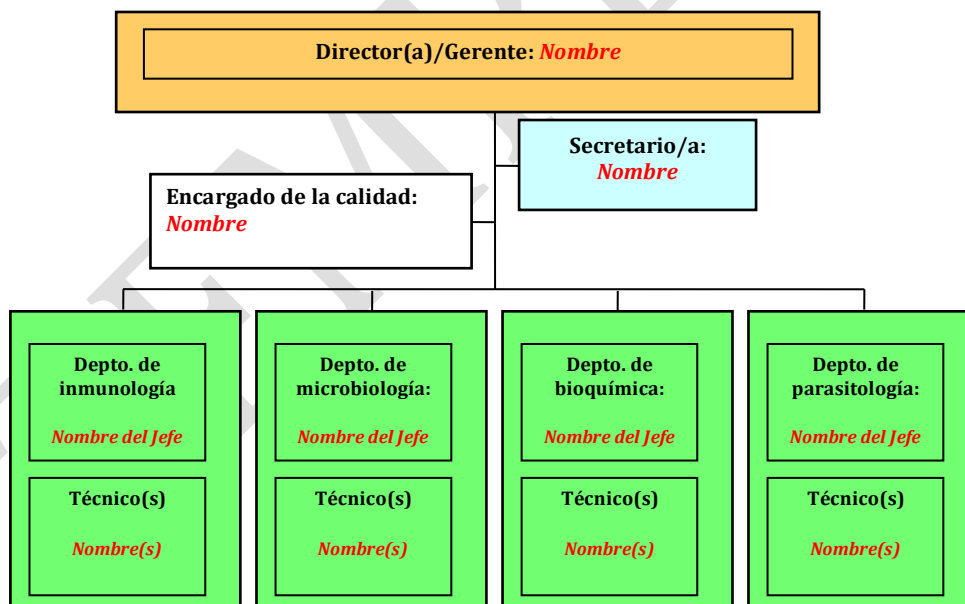 Director(a)/Gerente: Nombre
Secretario/a:
Nombre
Encargado de la calidad:
Nombre
Depto. de
inmunología
Nombre del Jefe
Técnico(s)
Nombre(s)
Depto. de
microbiología:
Nombre del Jefe
Técnico(s)
Nombre(s)
Depto. de
bioquímica:
Nombre del Jefe
Técnico(s)
Nombre(s)
Depto. de
parasitología:
Nombre del Jefe
Técnico(s)
Nombre(s)